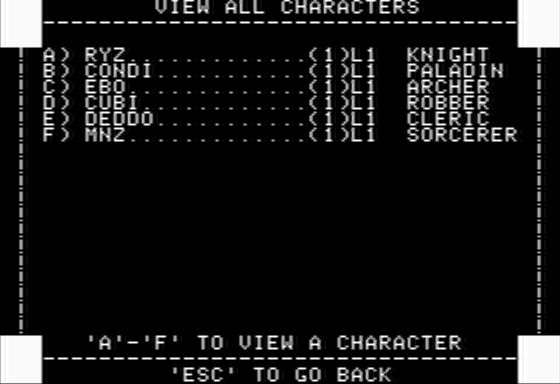 VIEW ALL CHARACTERS
A) RYZ.............(1)L1 KNIGHT
B) CONDI...........(1)L1 PALADIN
C) EBO.............(1)L1 ARCHER
D) CUBI............(1)L1 ROBBER
E) DEDDO...........(1)L1 CLERIC
F) MNZ.............(1)L1 SORCERER
'A'-'F' TO VIEW A CHARACTER
'ESC' TO GO BACK